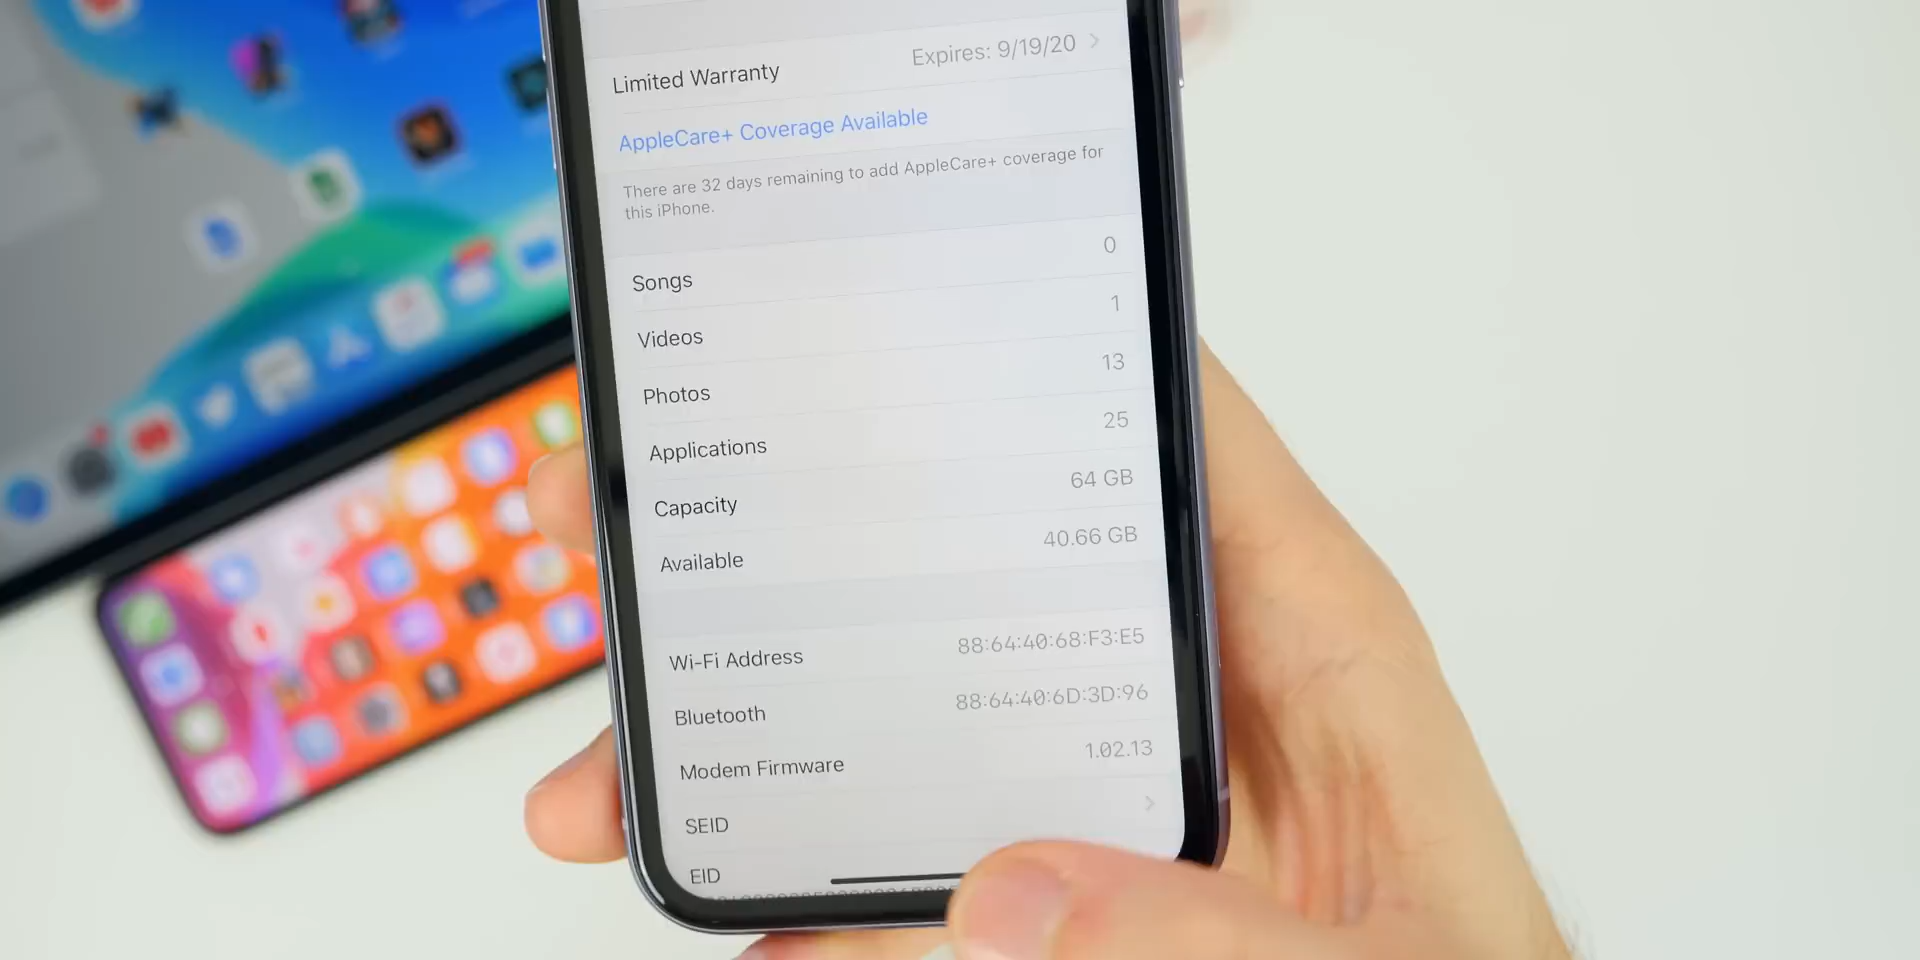 Limited Warranty Expires: 9/19/20
AppleCare+ Coverage Available
There are 32 days remaining to add AppleCare+ coverage for
this iPhone.
Songs 0
Videos 1
Photos 13
Applications 25
Capacity 64 GB
Available 40.66 GB
Wi-Fi Address 88:64:40:68:F3:E5
Bluetooth 88:64:40:6D:3D:96
Modem Firmware 1.02.13
SEID
EID